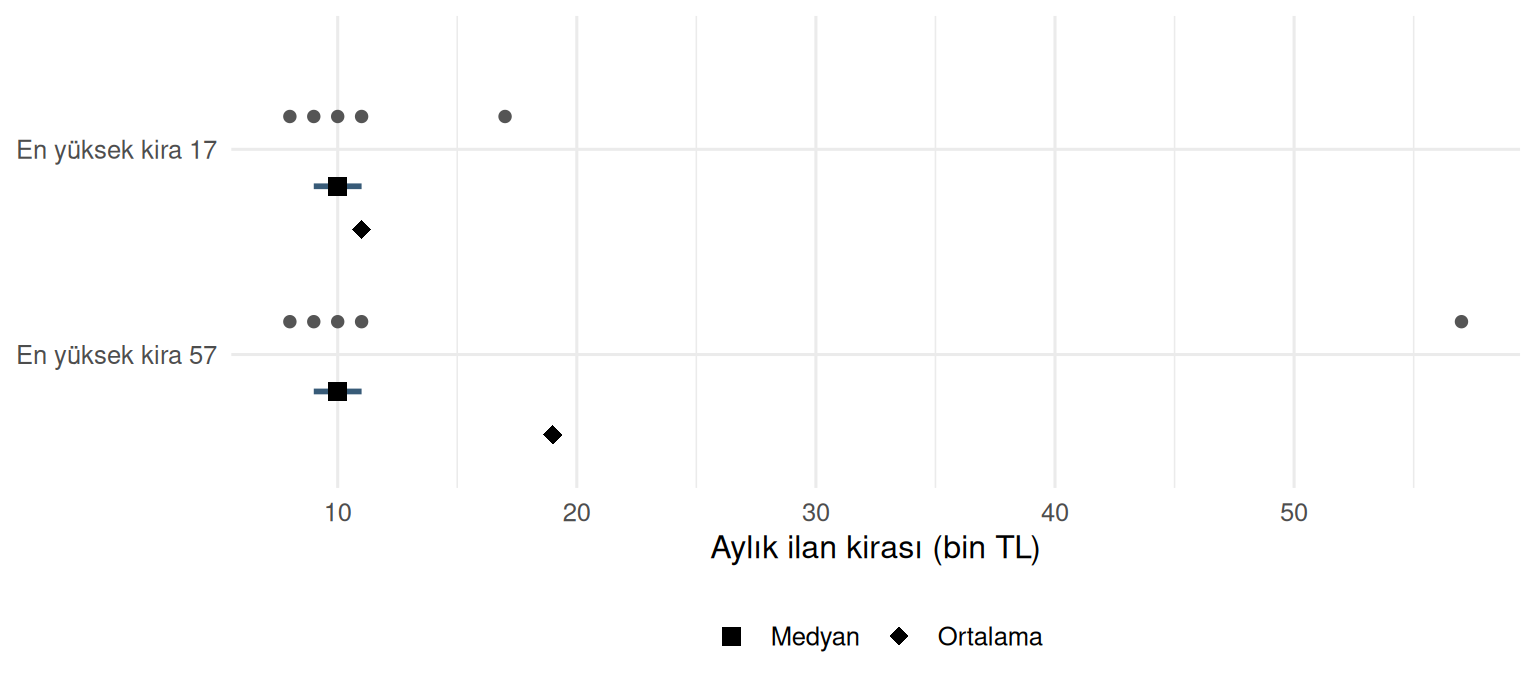 En yüksek kira 17
En yüksek kira 57
10 20 30 40 50
Aylık ilan kirası (bin TL)
Medyan Ortalama